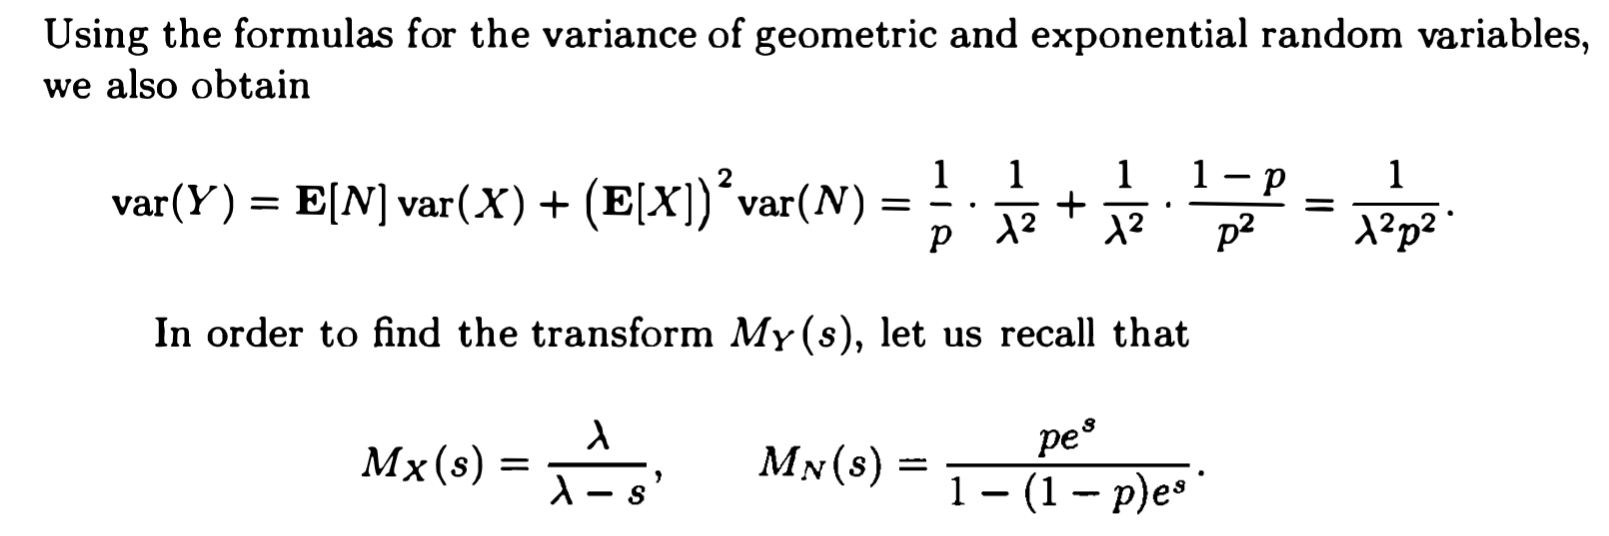 Using the formulas for the variance of geometric and exponential random variables,
we also obtain
var(Y) = E[N] var(X) + (E[X])² var(N) = 1/p · 1/λ² + 1/λ² · (1 − p)/p² = 1/(λ²p²).
In order to find the transform M_Y(s), let us recall that
M_X(s) = λ/(λ − s), M_N(s) = pe^s/(1 − (1 − p)e^s).